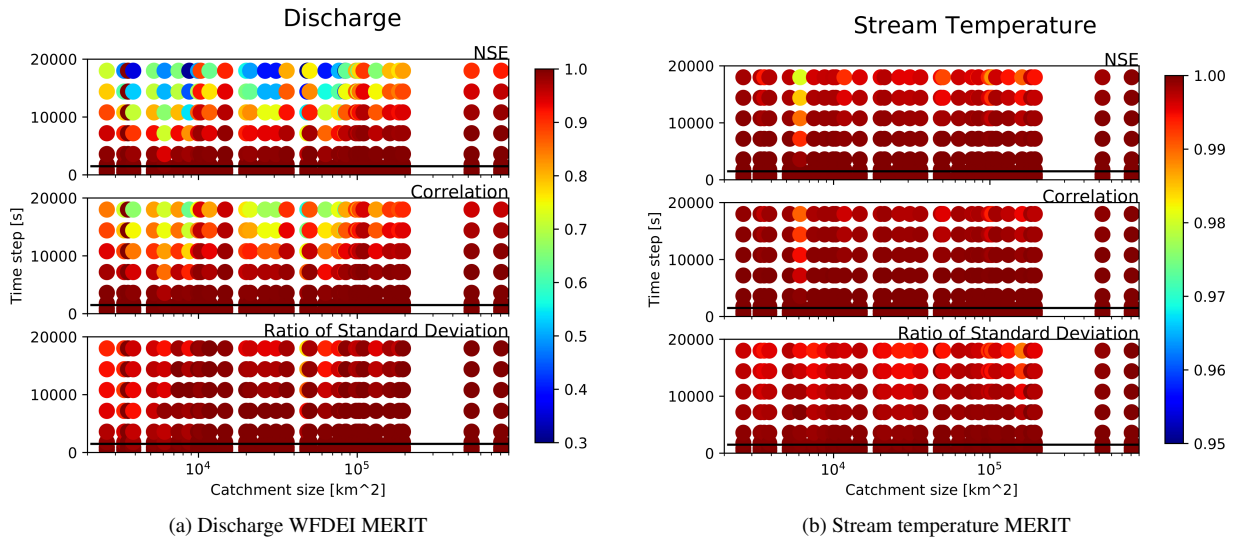 Discharge
NSE
20000
10000
0
Correlation
20000
10000
0
Ratio of Standard Deviation
20000
10000
0
Time step [s]
10^4
10^5
Catchment size [km^2]
1.0
0.9
0.8
0.7
0.6
0.5
0.4
0.3
(a) Discharge WFDEI MERIT
Stream Temperature
NSE
20000
10000
0
Correlation
20000
10000
0
Ratio of Standard Deviation
20000
10000
0
Time step [s]
10^4
10^5
Catchment size [km^2]
1.00
0.99
0.98
0.97
0.96
0.95
(b) Stream temperature MERIT